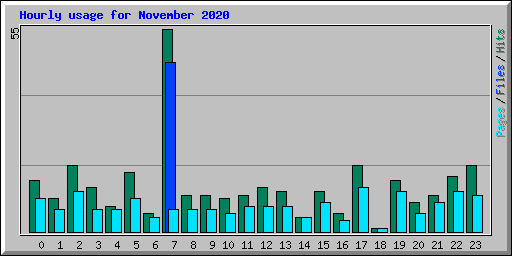 Hourly usage for November 2020
55
Pages / Files / Hits
0 1 2 3 4 5 6 7 8 9 10 11 12 13 14 15 16 17 18 19 20 21 22 23